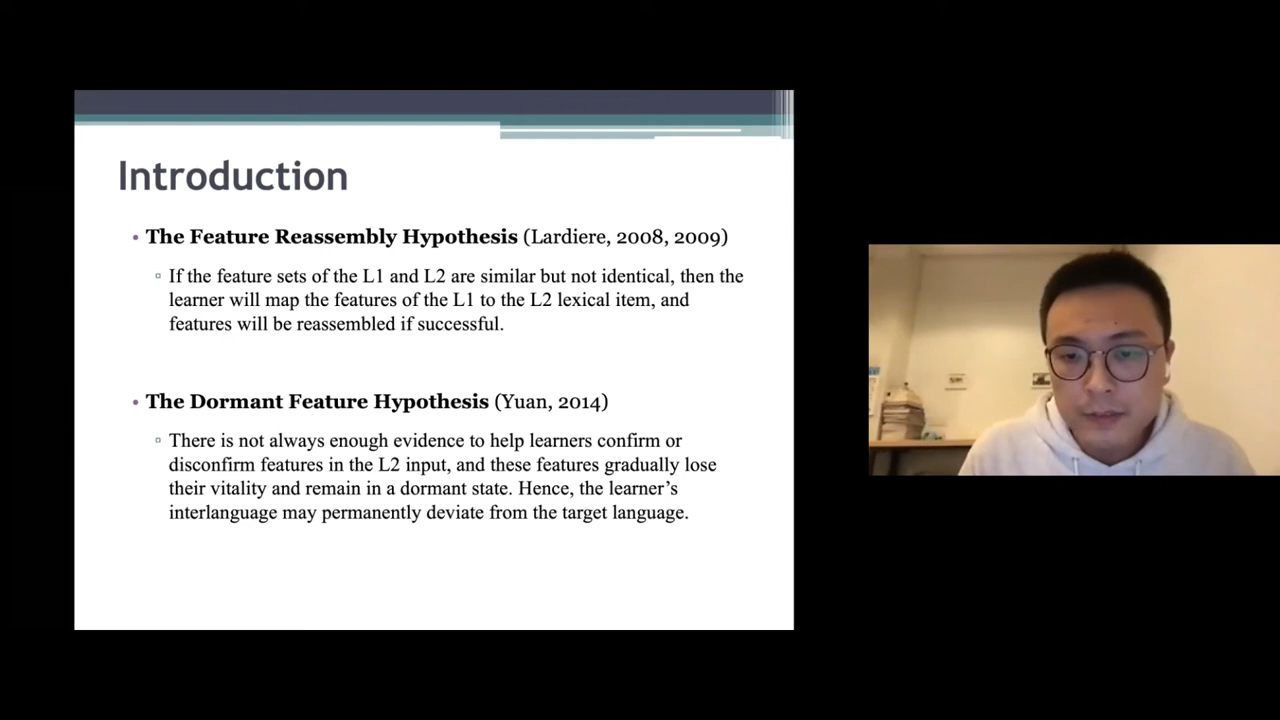 Introduction
• The Feature Reassembly Hypothesis (Lardiere, 2008, 2009)
▫ If the feature sets of the L1 and L2 are similar but not identical, then the
learner will map the features of the L1 to the L2 lexical item, and
features will be reassembled if successful.
• The Dormant Feature Hypothesis (Yuan, 2014)
▫ There is not always enough evidence to help learners confirm or
disconfirm features in the L2 input, and these features gradually lose
their vitality and remain in a dormant state. Hence, the learner’s
interlanguage may permanently deviate from the target language.